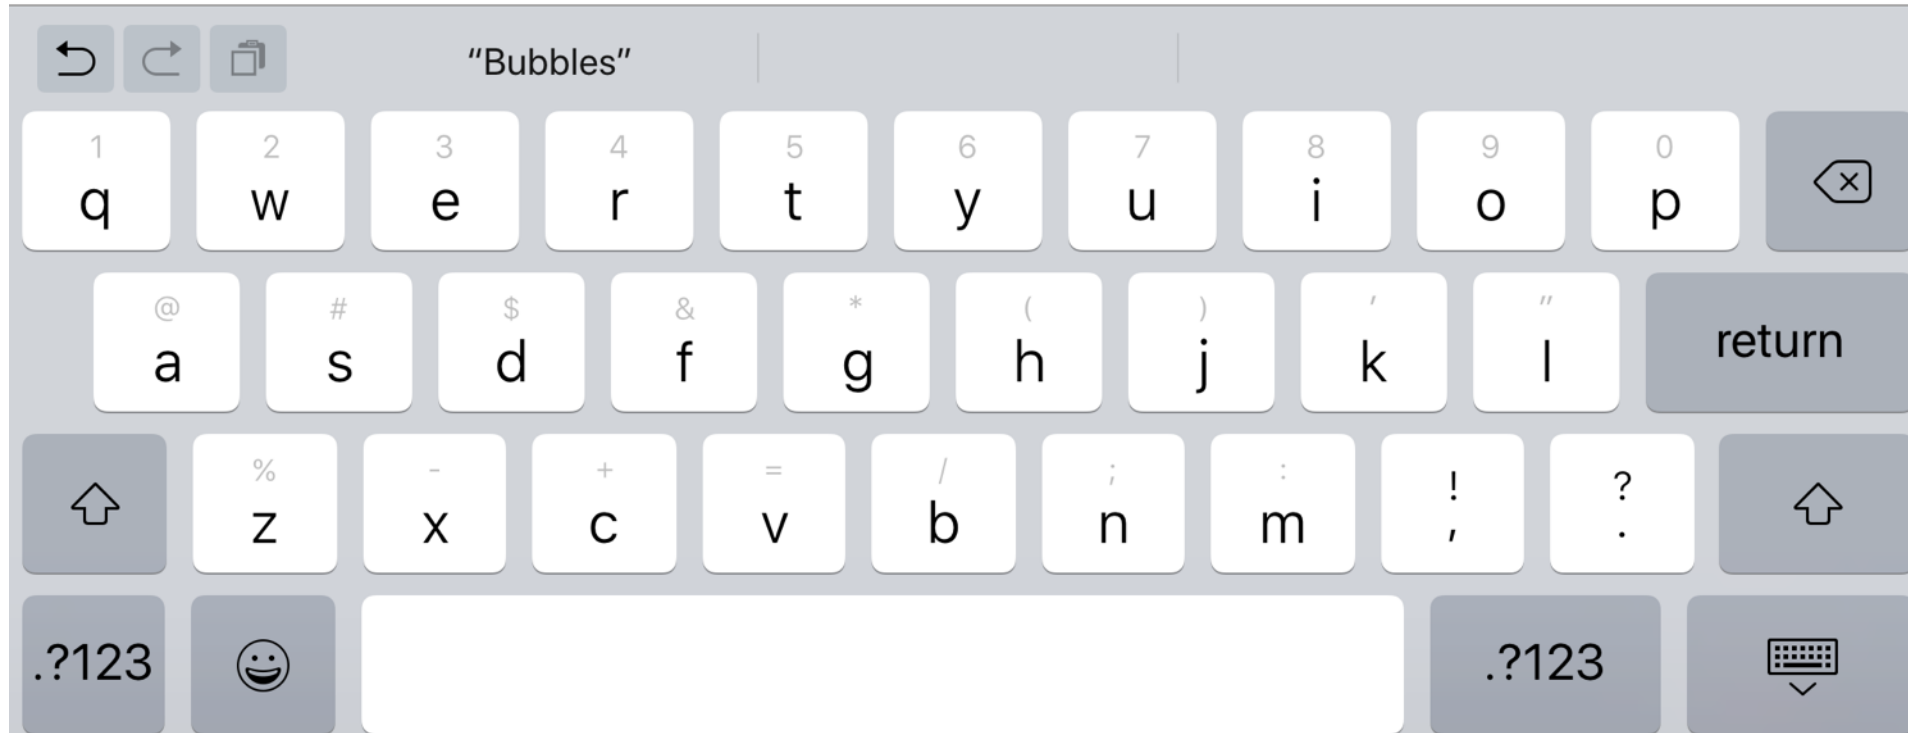 “Bubbles”
1 2 3 4 5 6 7 8 9 0
q w e r t y u i o p
@ # $ & * ( ) ' "
a s d f g h j k l return
% - + = / ; : ! ?
z x c v b n m , .
.?123 .?123